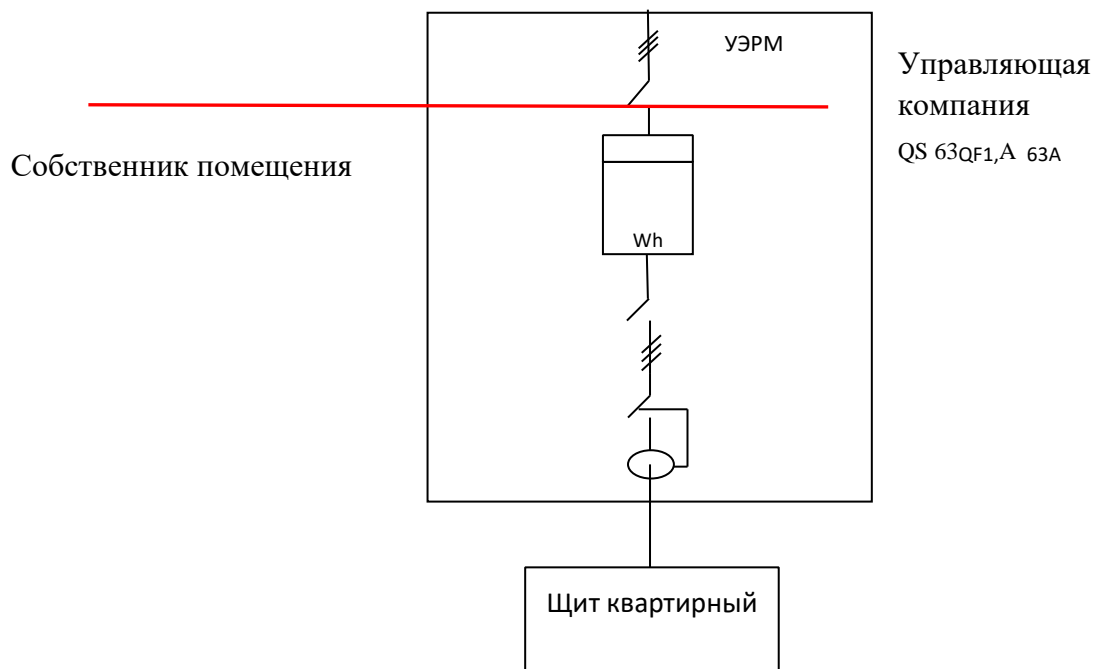 УЭРМ
Управляющая
компания
QS 63QF1,A 63A
Собственник помещения
Wh
Щит квартирный